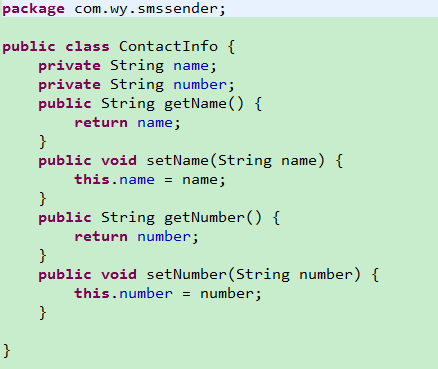 package com.wy.smssender;
public class ContactInfo {
    private String name;
    private String number;
    public String getName() {
        return name;
    }
    public void setName(String name) {
        this.name = name;
    }
    public String getNumber() {
        return number;
    }
    public void setNumber(String number) {
        this.number = number;
    }
}